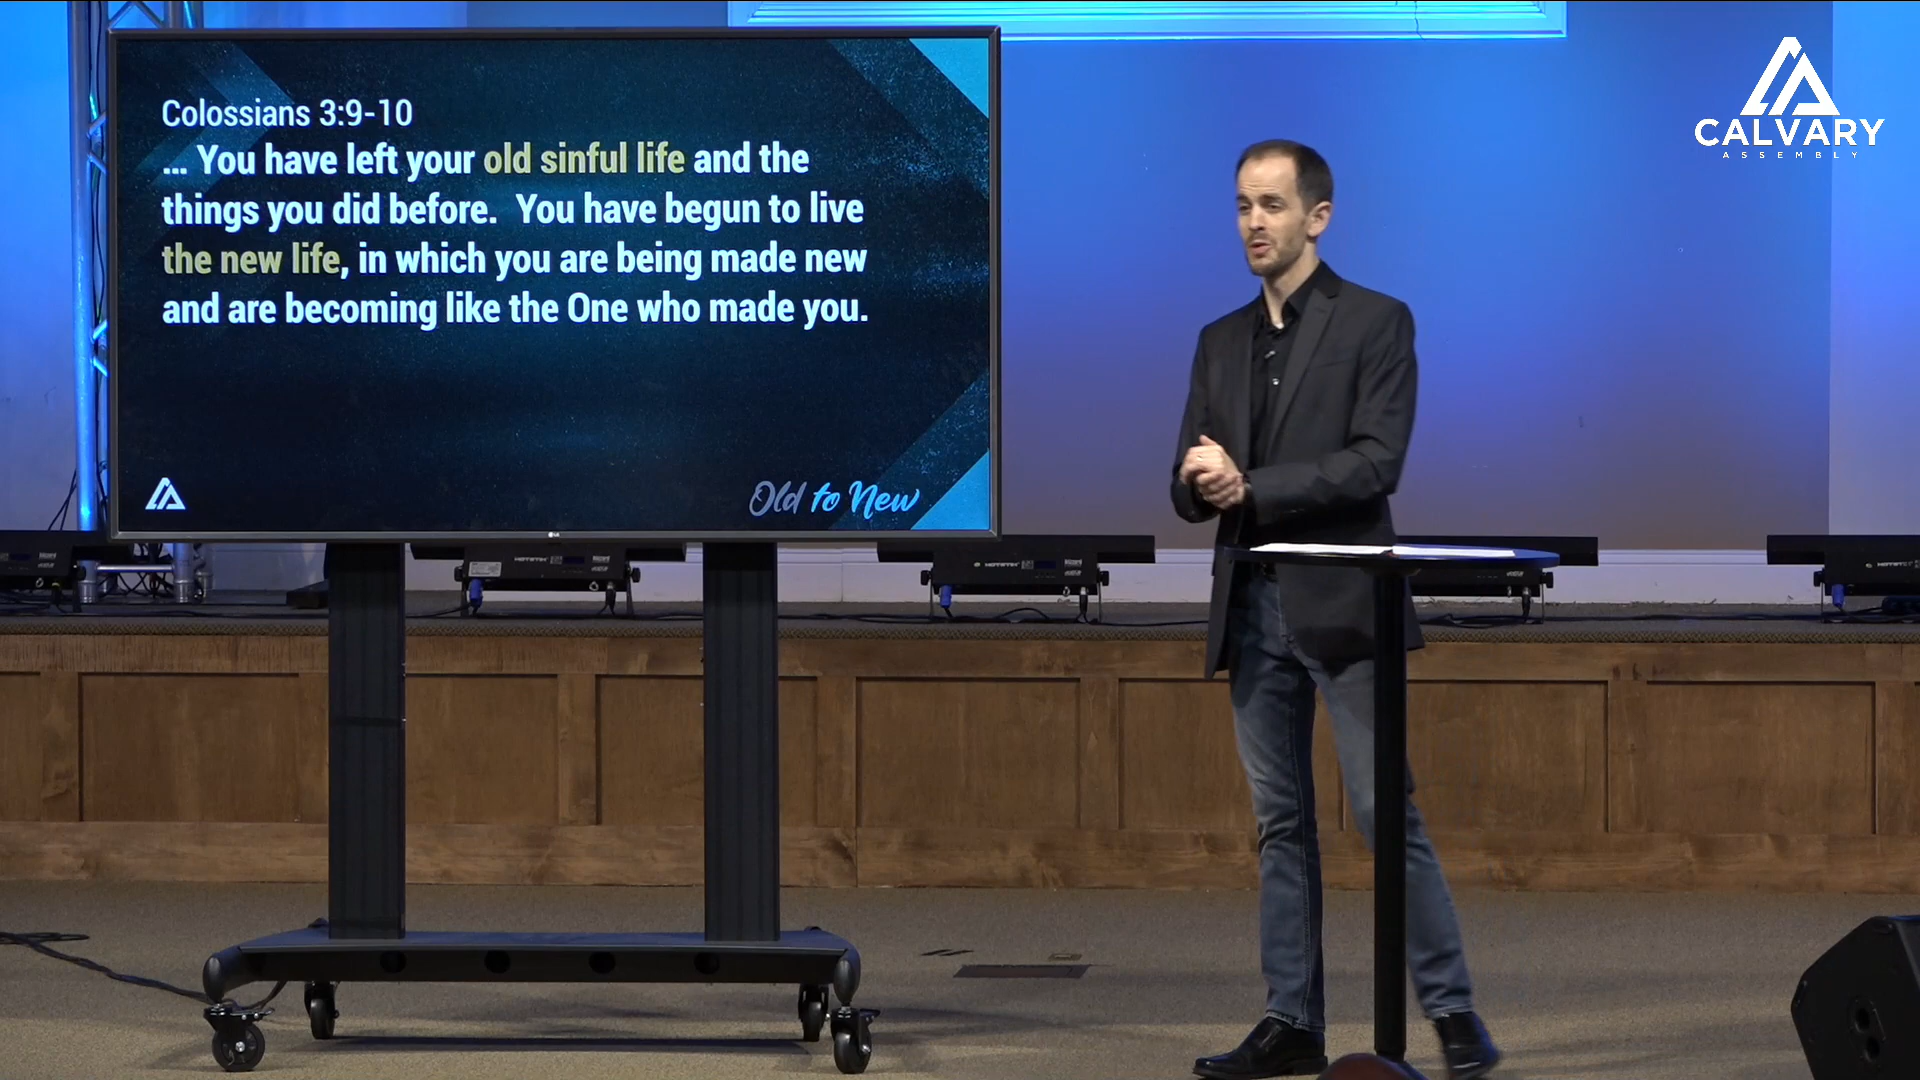 Colossians 3:9-10
... You have left your old sinful life and the
things you did before.  You have begun to live
the new life, in which you are being made new
and are becoming like the One who made you.
Old to New
LG
CALVARY
ASSEMBLY